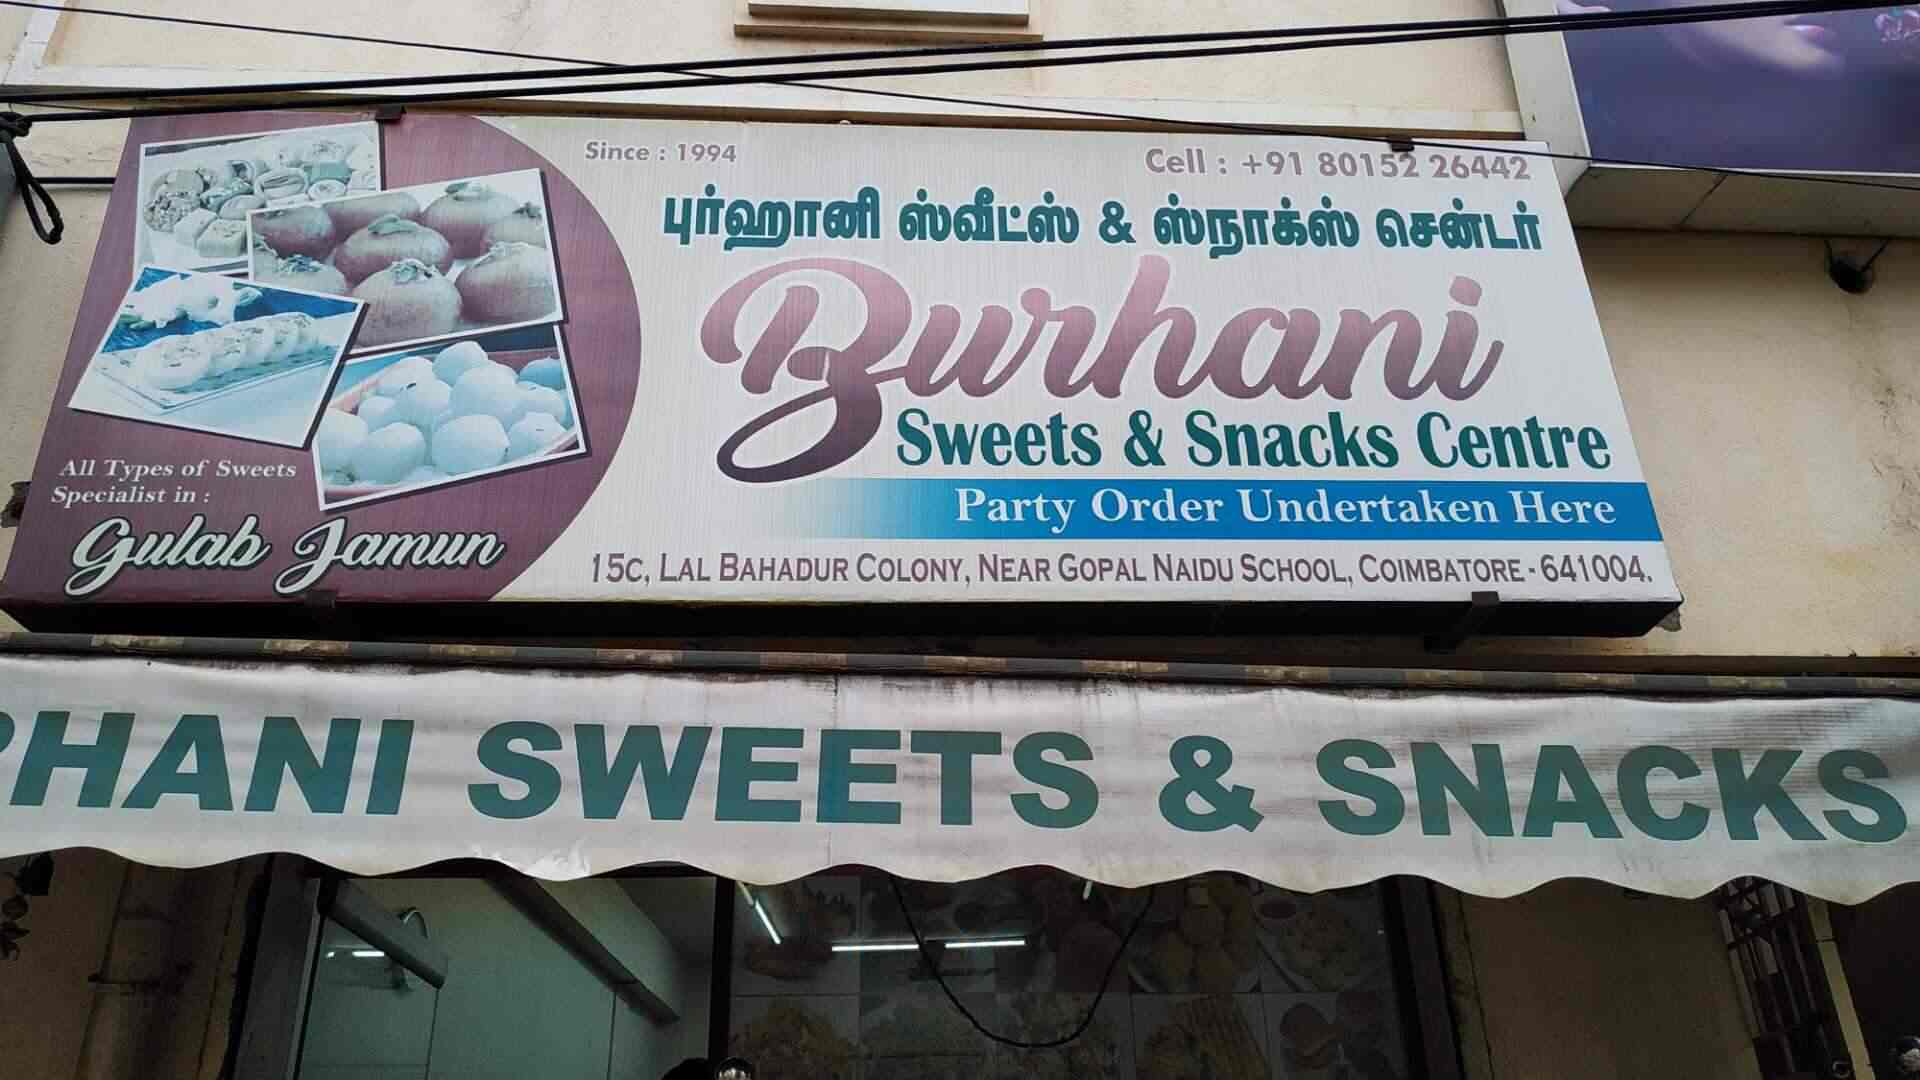 Since : 1994
Cell : +91 80152 26442
புர்ஹானி ஸ்வீட்ஸ் & ஸ்நாக்ஸ் சென்டர்
Burhani
Sweets & Snacks Centre
Party Order Undertaken Here
15C, LAL BAHADUR COLONY, NEAR GOPAL NAIDU SCHOOL, COIMBATORE - 641004.
All Types of Sweets
Specialist in :
Gulab Jamun
RHANI SWEETS & SNACKS